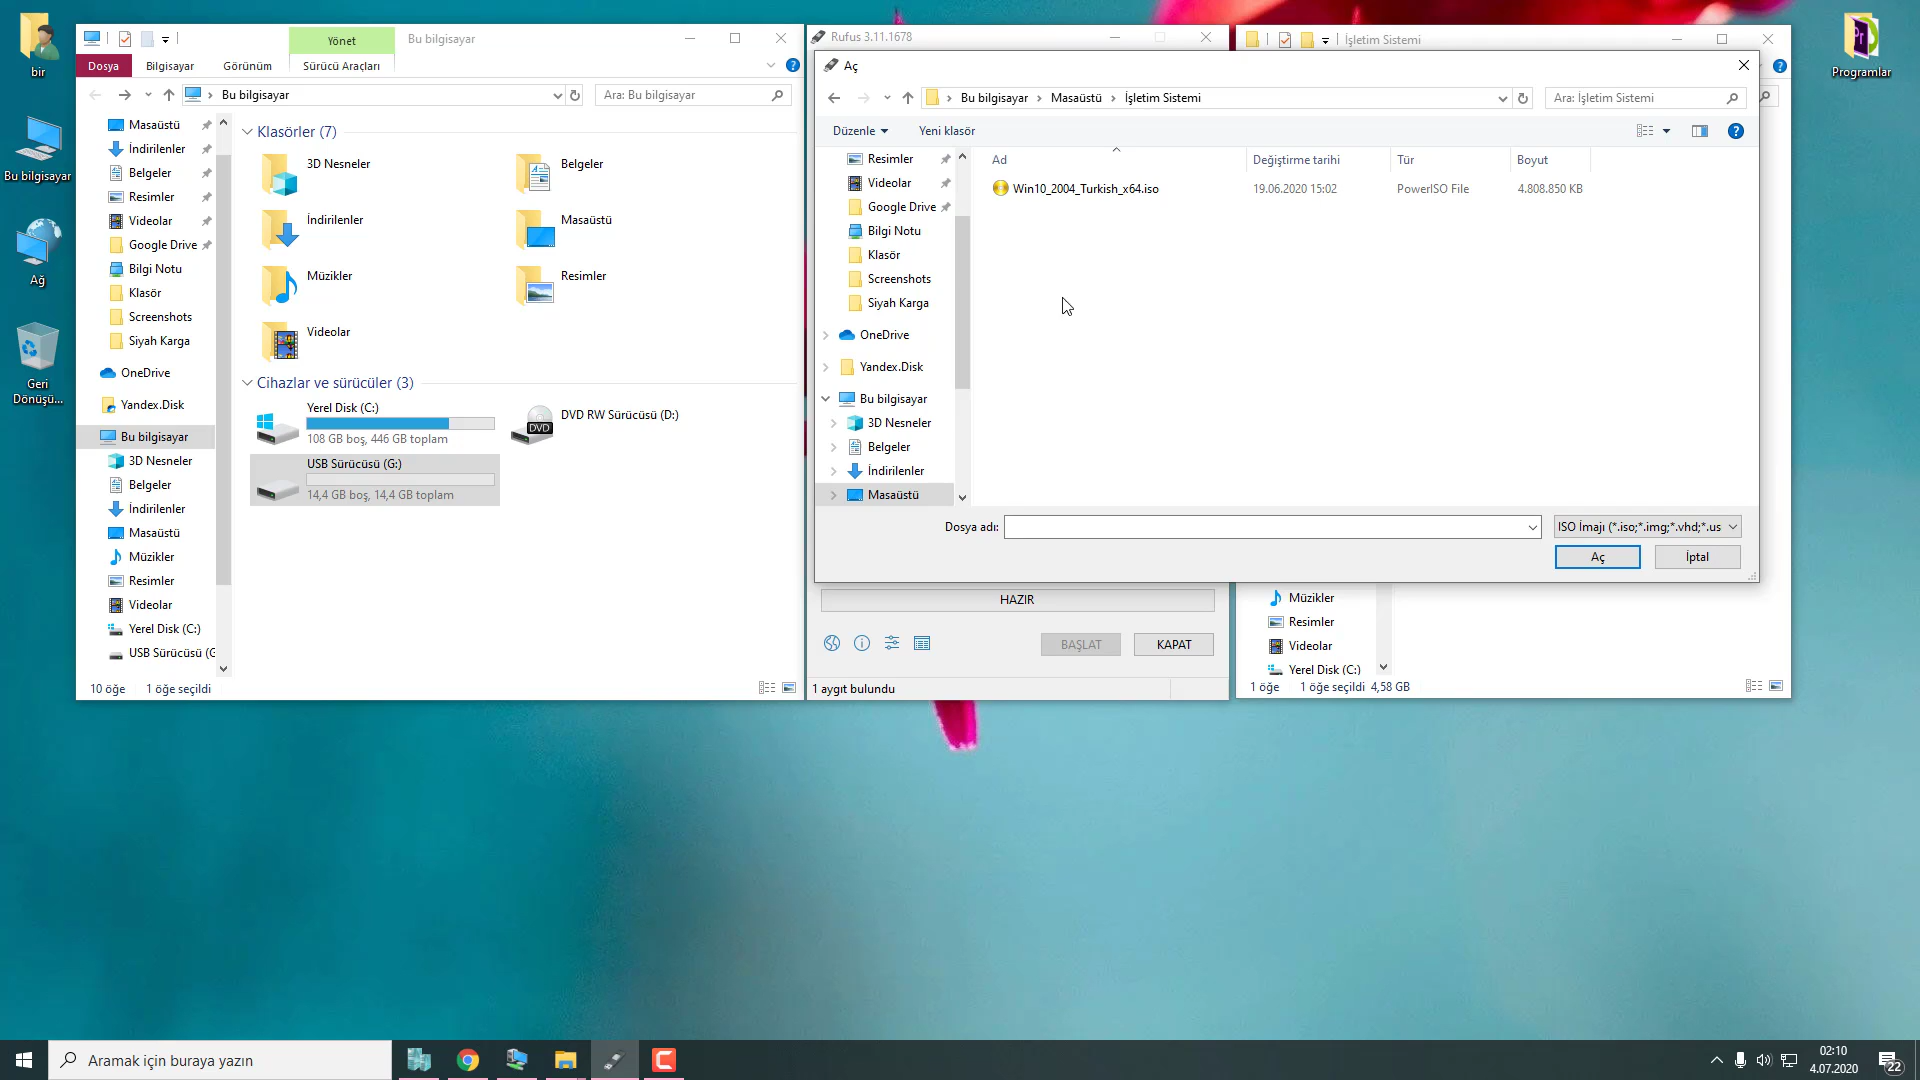 bir
Bu bilgisayar
Ağ
Geri
Dönüşü...
Programlar
Yönet
Bu bilgisayar
Dosya
Bilgisayar
Görünüm
Sürücü Araçları
Bu bilgisayar
Ara: Bu bilgisayar
Masaüstü
İndirilenler
Belgeler
Resimler
Videolar
Google Drive
Bilgi Notu
Klasör
Screenshots
Siyah Karga
OneDrive
Yandex.Disk
Bu bilgisayar
3D Nesneler
Belgeler
İndirilenler
Masaüstü
Müzikler
Resimler
Videolar
Yerel Disk (C:)
USB Sürücüsü (G
Klasörler (7)
3D Nesneler
Belgeler
İndirilenler
Masaüstü
Müzikler
Resimler
Videolar
Cihazlar ve sürücüler (3)
Yerel Disk (C:)
108 GB boş, 446 GB toplam
DVD RW Sürücüsü (D:)
DVD
USB Sürücüsü (G:)
14,4 GB boş, 14,4 GB toplam
10 öğe
1 öğe seçildi
Rufus 3.11.1678
Aç
Bu bilgisayar
Masaüstü
İşletim Sistemi
Ara: İşletim Sistemi
Düzenle
Yeni klasör
Resimler
Videolar
Google Drive
Bilgi Notu
Klasör
Screenshots
Siyah Karga
OneDrive
Yandex.Disk
Bu bilgisayar
3D Nesneler
Belgeler
İndirilenler
Masaüstü
Ad
Değiştirme tarihi
Tür
Boyut
Win10_2004_Turkish_x64.iso
19.06.2020 15:02
PowerISO File
4.808.850 KB
Dosya adı:
ISO İmajı (*.iso;*.img;*.vhd;*.us
Aç
İptal
HAZIR
BAŞLAT
KAPAT
1 aygıt bulundu
İşletim Sistemi
Müzikler
Resimler
Videolar
Yerel Disk (C:)
1 öğe
1 öğe seçildi 4,58 GB
Aramak için buraya yazın
02:10
4.07.2020
22